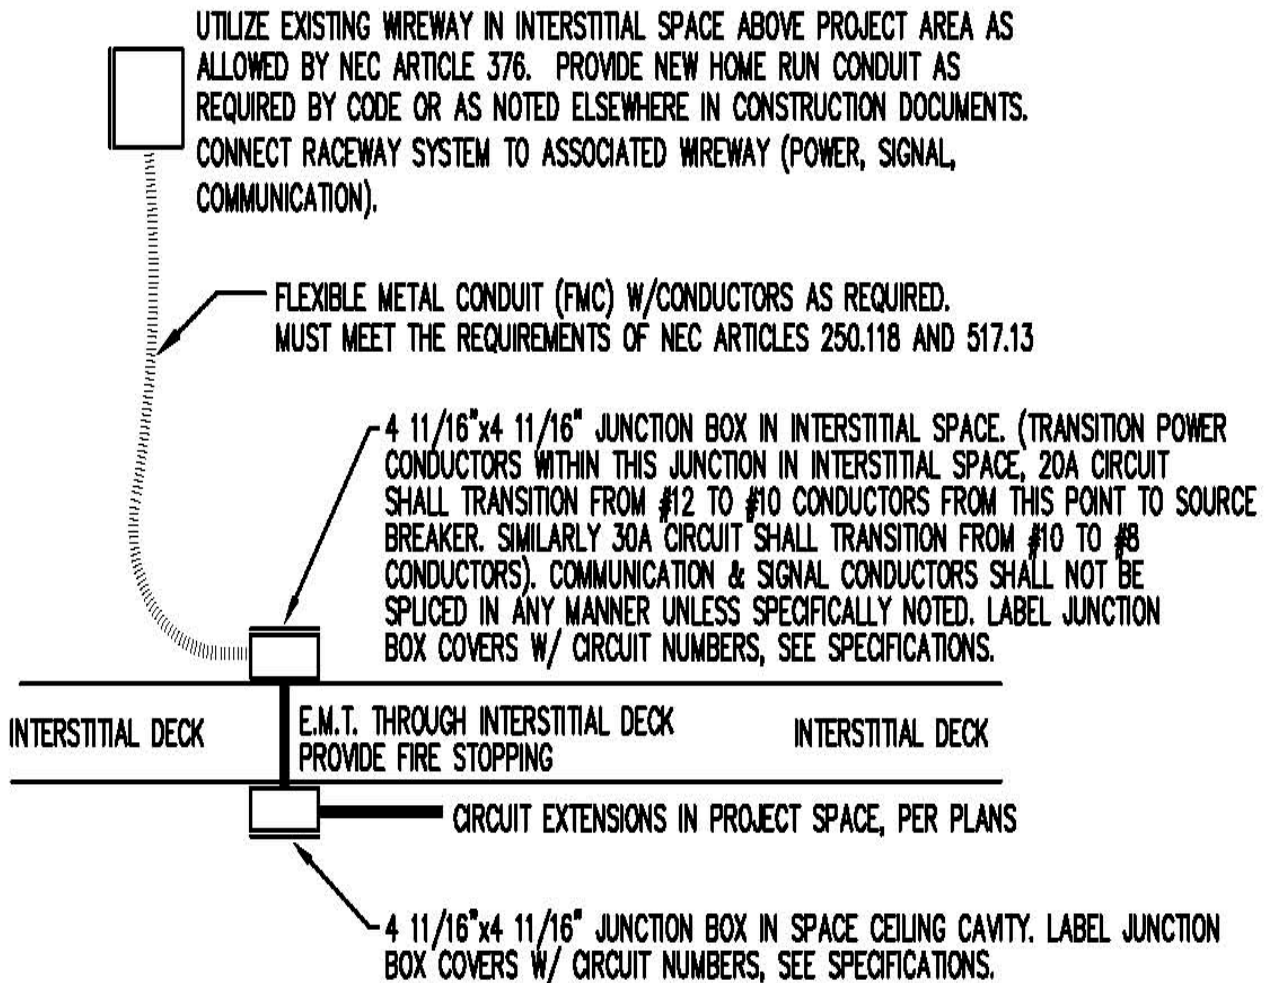 UTILIZE EXISTING WIREWAY IN INTERSTITIAL SPACE ABOVE PROJECT AREA AS
ALLOWED BY NEC ARTICLE 376. PROVIDE NEW HOME RUN CONDUIT AS
REQUIRED BY CODE OR AS NOTED ELSEWHERE IN CONSTRUCTION DOCUMENTS.
CONNECT RACEWAY SYSTEM TO ASSOCIATED WIREWAY (POWER, SIGNAL,
COMMUNICATION).
FLEXIBLE METAL CONDUIT (FMC) W/CONDUCTORS AS REQUIRED.
MUST MEET THE REQUIREMENTS OF NEC ARTICLES 250.118 AND 517.13
4 11/16"x4 11/16" JUNCTION BOX IN INTERSTITIAL SPACE. (TRANSITION POWER
CONDUCTORS WITHIN THIS JUNCTION IN INTERSTITIAL SPACE, 20A CIRCUIT
SHALL TRANSITION FROM #12 TO #10 CONDUCTORS FROM THIS POINT TO SOURCE
BREAKER. SIMILARLY 30A CIRCUIT SHALL TRANSITION FROM #10 TO #8
CONDUCTORS). COMMUNICATION & SIGNAL CONDUCTORS SHALL NOT BE
SPLICED IN ANY MANNER UNLESS SPECIFICALLY NOTED. LABEL JUNCTION
BOX COVERS W/ CIRCUIT NUMBERS, SEE SPECIFICATIONS.
INTERSTITIAL DECK
E.M.T. THROUGH INTERSTITIAL DECK
PROVIDE FIRE STOPPING
INTERSTITIAL DECK
CIRCUIT EXTENSIONS IN PROJECT SPACE, PER PLANS
4 11/16"x4 11/16" JUNCTION BOX IN SPACE CEILING CAVITY. LABEL JUNCTION
BOX COVERS W/ CIRCUIT NUMBERS, SEE SPECIFICATIONS.